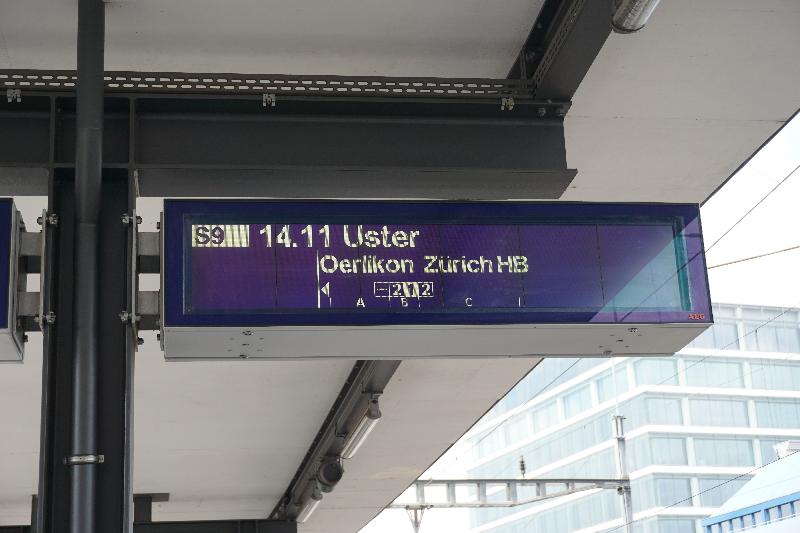 S9 14.11 Uster
Oerlikon Zürich HB
2 1 2
A B C
AEG